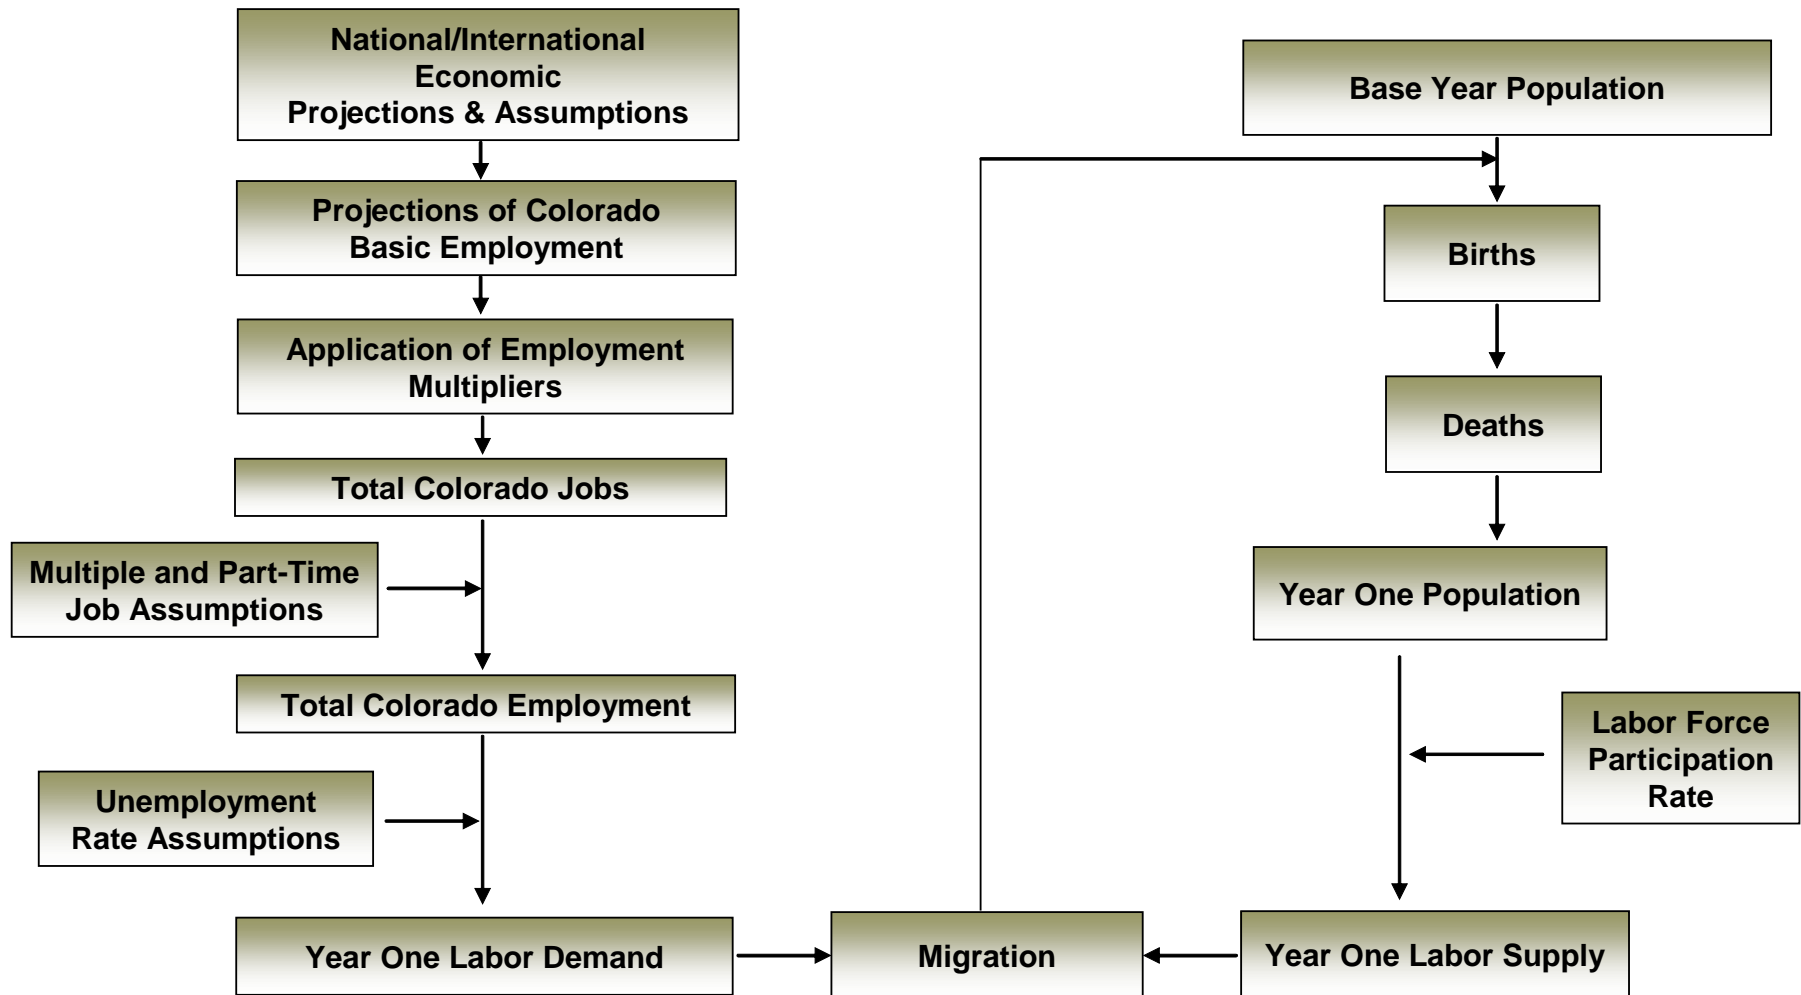 National/International
Economic
Projections & Assumptions
Projections of Colorado
Basic Employment
Application of Employment
Multipliers
Total Colorado Jobs
Multiple and Part-Time
Job Assumptions
Total Colorado Employment
Unemployment
Rate Assumptions
Year One Labor Demand
Migration
Base Year Population
Births
Deaths
Year One Population
Labor Force
Participation
Rate
Year One Labor Supply